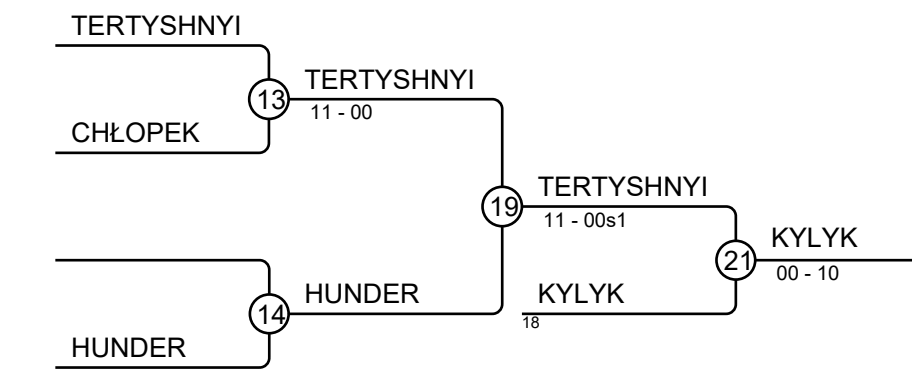 TERTYSHNYI
13
TERTYSHNYI
11 - 00
CHŁOPEK
19
TERTYSHNYI
11 - 00s1
21
KYLYK
00 - 10
14
HUNDER
KYLYK
18
HUNDER